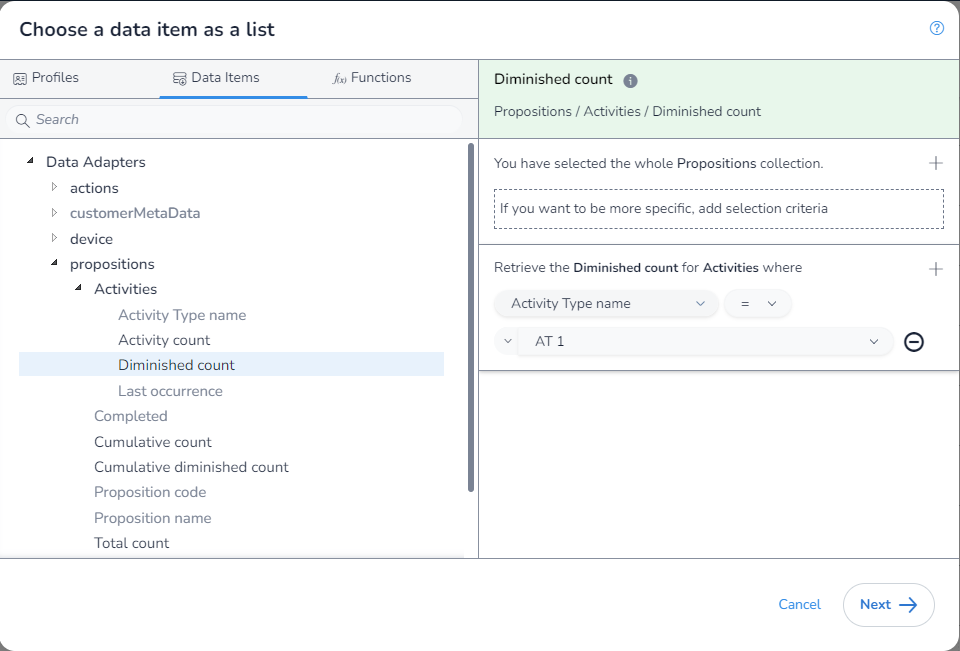 Choose a data item as a list
?
Profiles
Data Items
f(x) Functions
Search
Data Adapters
actions
customerMetaData
device
propositions
Activities
Activity Type name
Activity count
Diminished count
Last occurrence
Completed
Cumulative count
Cumulative diminished count
Proposition code
Proposition name
Total count
Diminished count i
Propositions / Activities / Diminished count
You have selected the whole Propositions collection.
If you want to be more specific, add selection criteria
Retrieve the Diminished count for Activities where
Activity Type name =
AT 1
Cancel Next